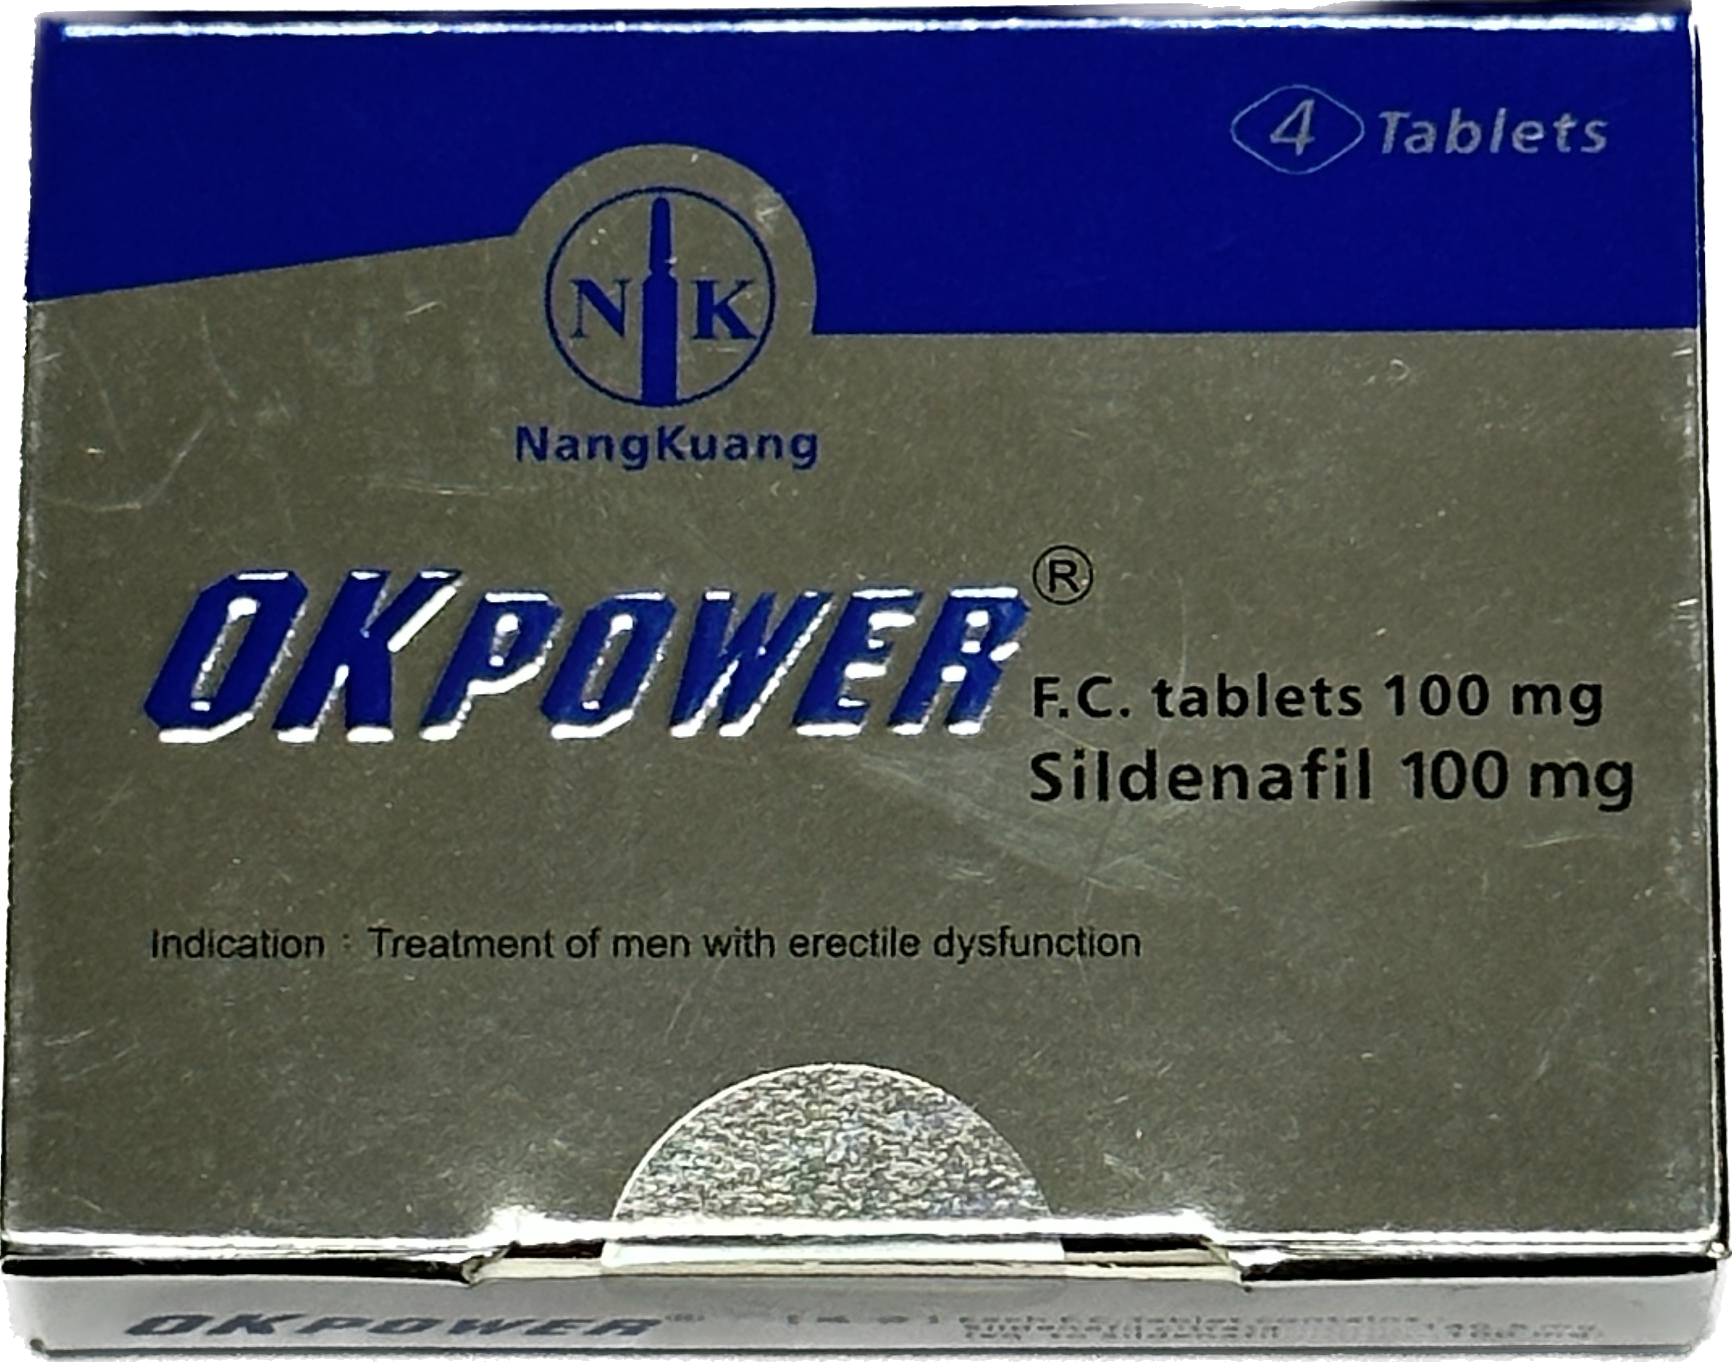 4 Tablets
N K
NangKuang
OKPOWER®
F.C. tablets 100 mg
Sildenafil 100 mg
Indication : Treatment of men with erectile dysfunction
OKPOWER®